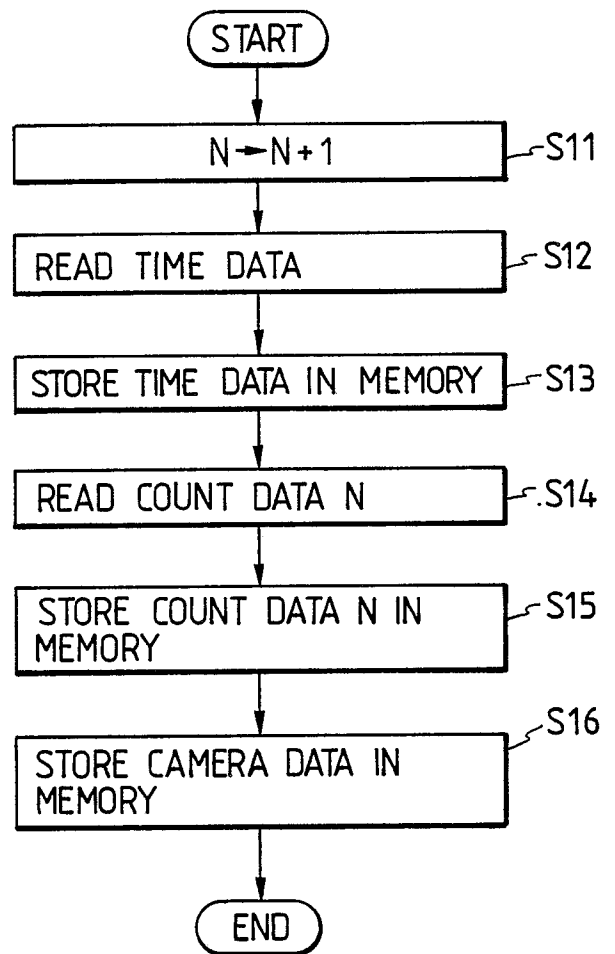 START
N→N+1
S11
READ TIME DATA
S12
STORE TIME DATA IN MEMORY
S13
READ COUNT DATA N
S14
STORE COUNT DATA N IN
MEMORY
S15
STORE CAMERA DATA IN
MEMORY
S16
END